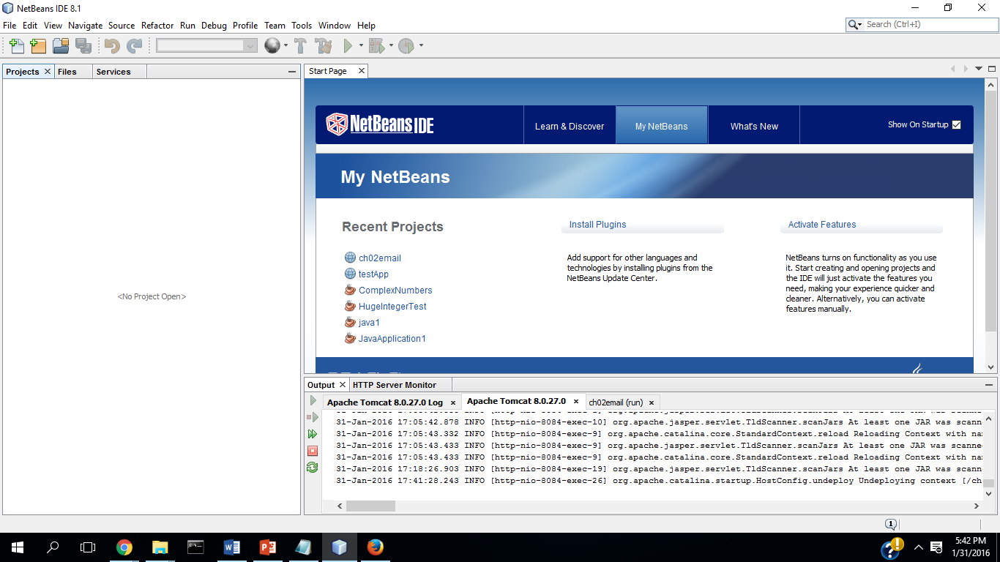 NetBeans IDE 8.1
File Edit View Navigate Source Refactor Run Debug Profile Team Tools Window Help
Search (Ctrl+I)
Projects Files Services
<No Project Open>
Start Page
NetBeans IDE
Learn & Discover
My NetBeans
What's New
Show On Startup
My NetBeans
Recent Projects
ch02email
testApp
ComplexNumbers
HugeIntegerTest
java1
JavaApplication1
Install Plugins
Add support for other languages and
technologies by installing plugins from the
NetBeans Update Center.
Activate Features
NetBeans turns on functionality as you use
it. Start creating and opening projects and
the IDE will just activate the features you
need, making your experience quicker and
cleaner. Alternatively, you can activate
features manually.
Output HTTP Server Monitor
Apache Tomcat 8.0.27.0 Log Apache Tomcat 8.0.27.0 ch02email (run)
31-Jan-2016 17:05:42.878 INFO [http-nio-8084-exec-10] org.apache.jasper.servlet.TldScanner.scanJars At least one JAR was scanne
31-Jan-2016 17:05:43.332 INFO [http-nio-8084-exec-9] org.apache.catalina.core.StandardContext.reload Reloading Context with na
31-Jan-2016 17:05:43.433 INFO [http-nio-8084-exec-9] org.apache.jasper.servlet.TldScanner.scanJars At least one JAR was scanne
31-Jan-2016 17:05:43.433 INFO [http-nio-8084-exec-9] org.apache.catalina.core.StandardContext.reload Reloading Context with na
31-Jan-2016 17:18:26.903 INFO [http-nio-8084-exec-19] org.apache.jasper.servlet.TldScanner.scanJars At least one JAR was scann
31-Jan-2016 17:41:28.243 INFO [http-nio-8084-exec-26] org.apache.catalina.startup.HostConfig.undeploy Undeploying context [/ch
1
5:42 PM
1/31/2016